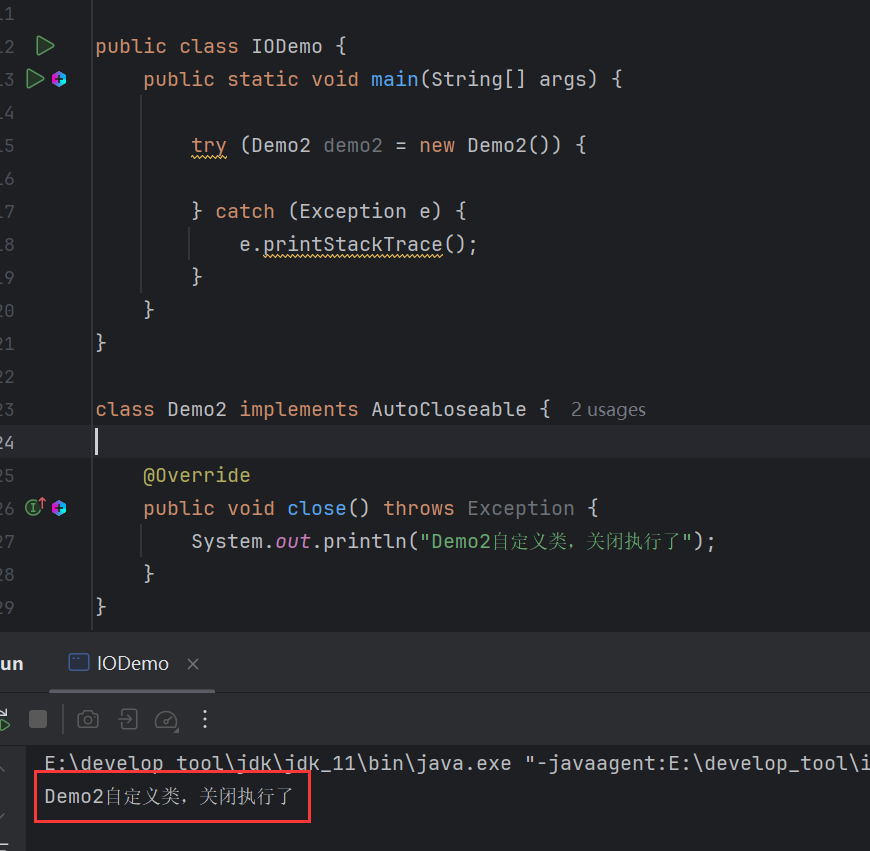 11
12 public class IODemo {
13 public static void main(String[] args) {
14
15 try (Demo2 demo2 = new Demo2()) {
16
17 } catch (Exception e) {
18 e.printStackTrace();
19 }
20 }
21 }
22
23 class Demo2 implements AutoCloseable { 2 usages
24
25 @Override
26 public void close() throws Exception {
27 System.out.println("Demo2自定义类，关闭执行了");
28 }
29 }
un IODemo
E:\develop_tool\jdk\jdk_11\bin\java.exe "-javaagent:E:\develop_tool\i
Demo2自定义类，关闭执行了